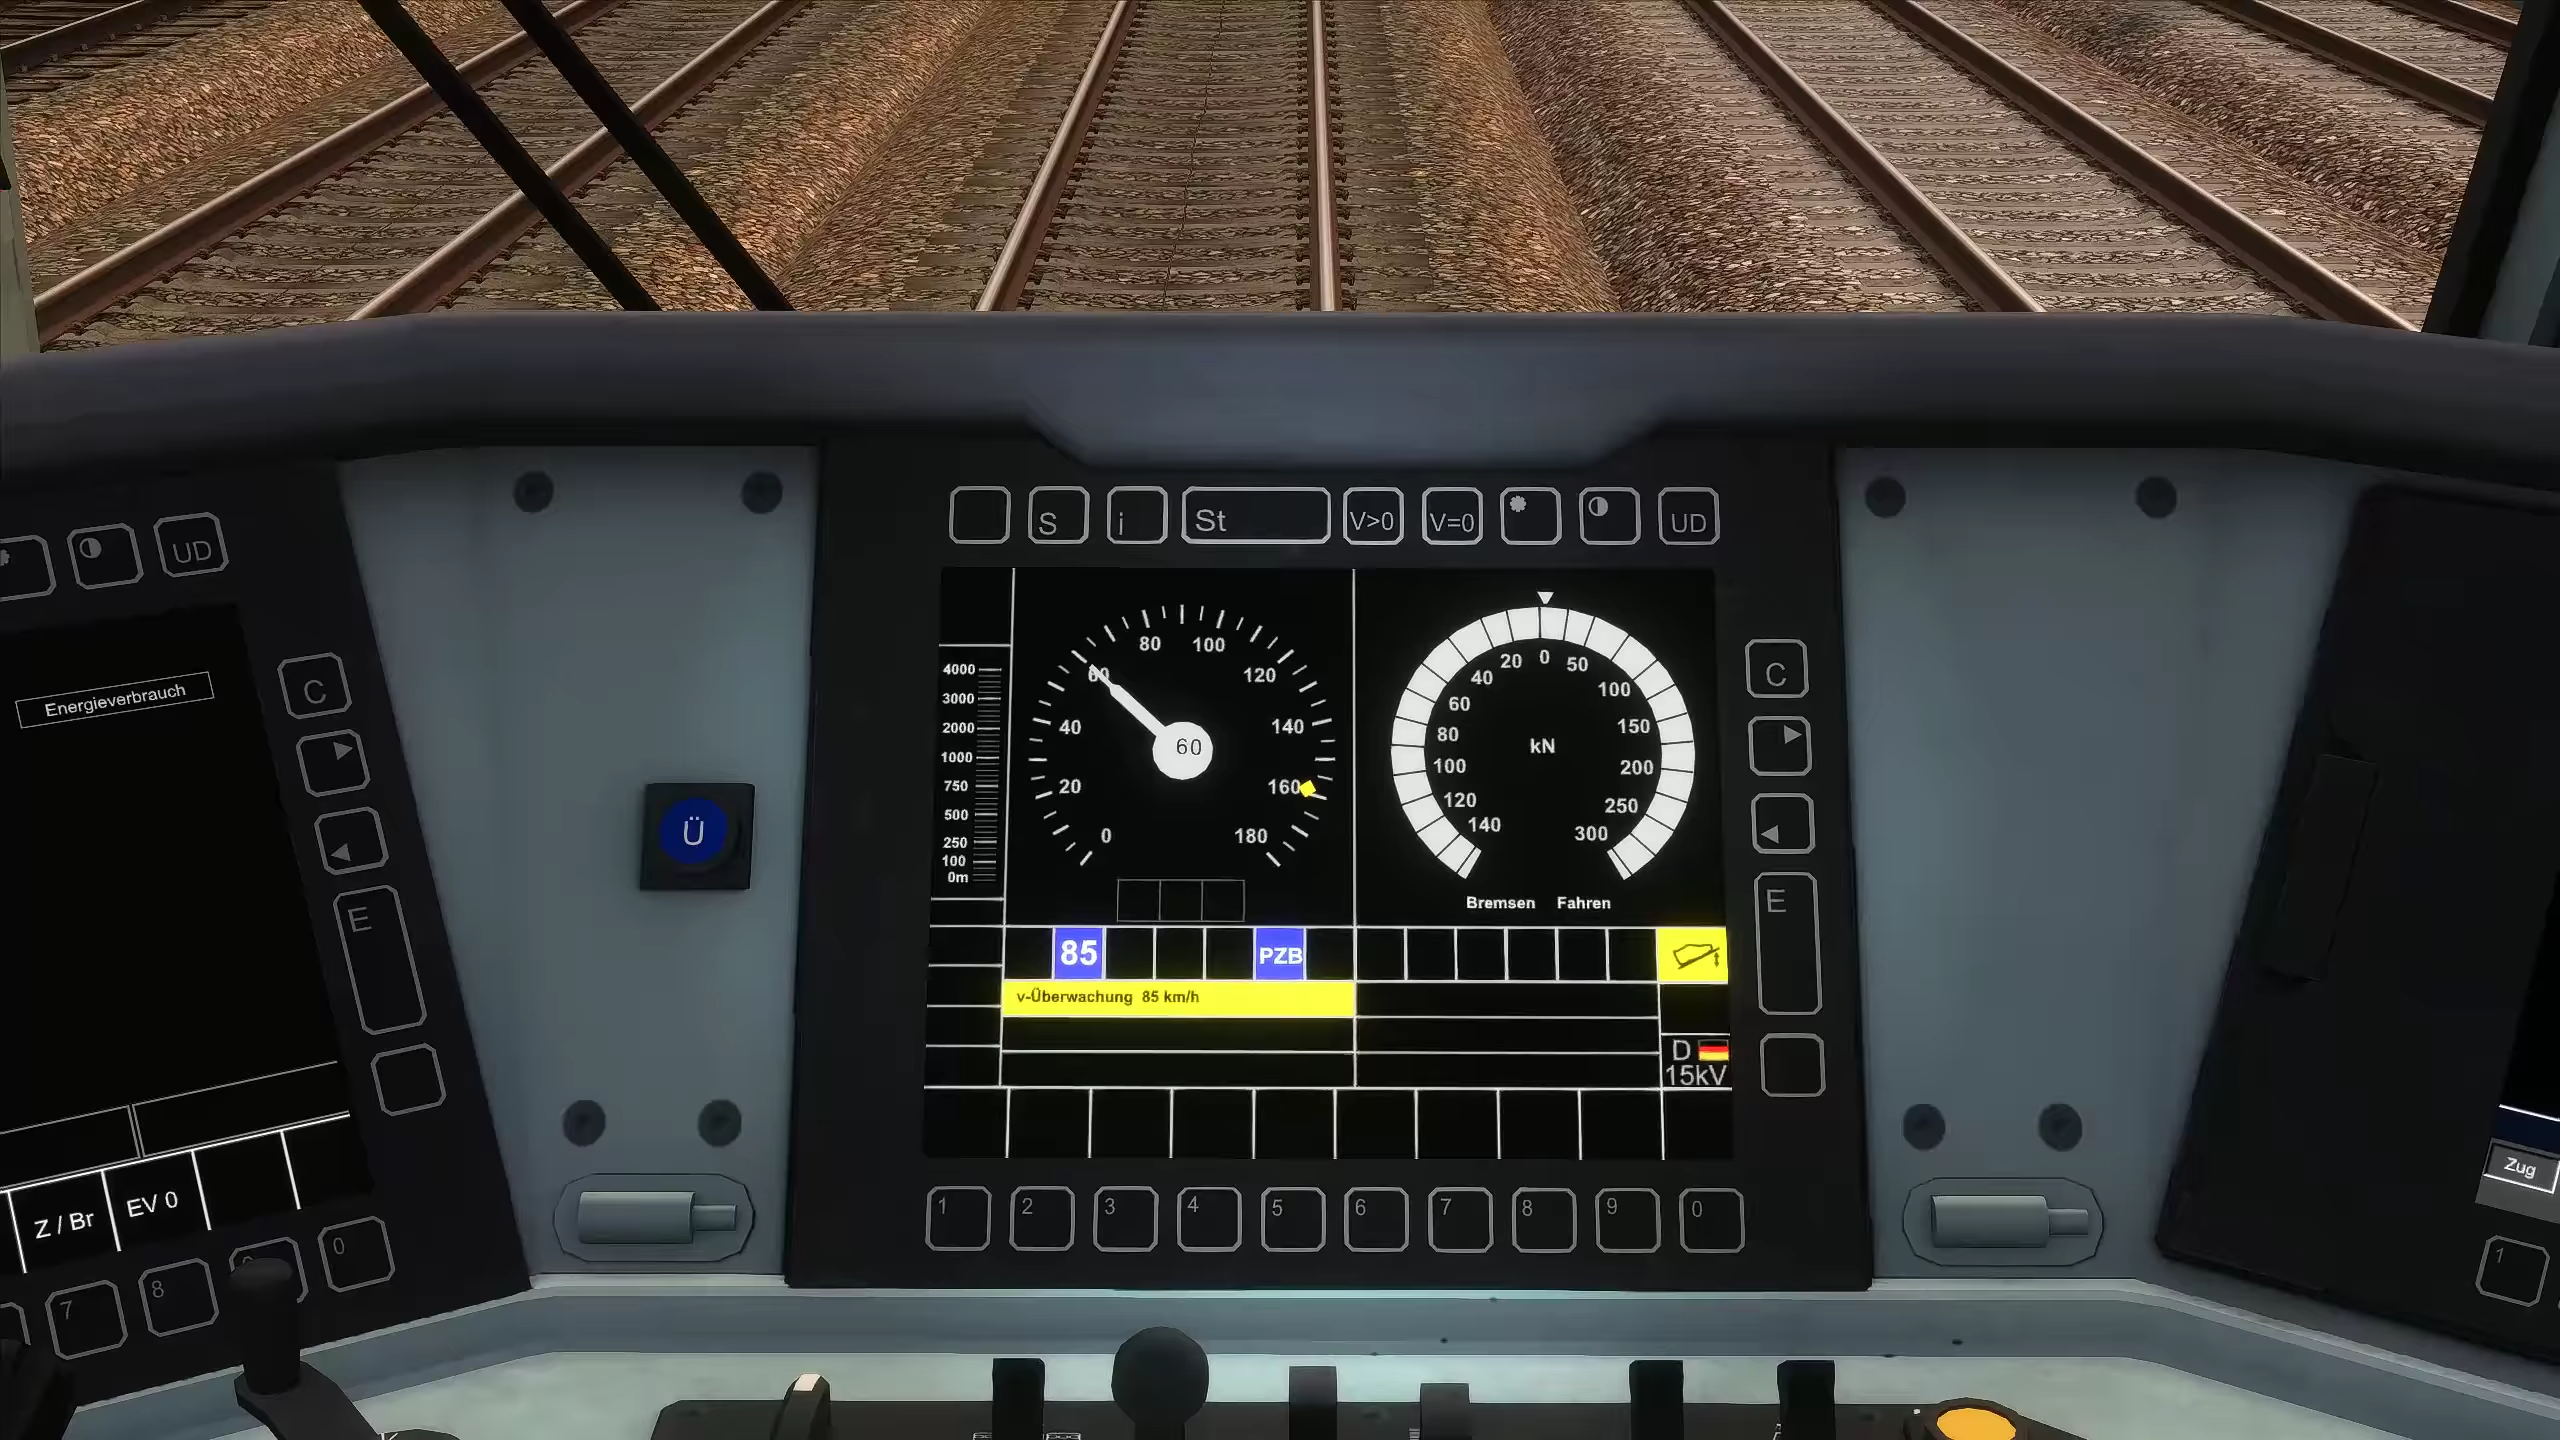 S i St V>0 V=0 UD
UD
C
E
Energieverbrauch
Z / Br EV 0
7 8 0
Ü
4000
3000
2000
1000
750
500
250
100
0m
0 20 40 60 80 100 120 140 160 180
60
140 120 100 80 60 40 20 0 50 100 150 200 250 300
kN
Bremsen Fahren
85 PZB
v-Überwachung 85 km/h
D
15kV
C
E
1 2 3 4 5 6 7 8 9 0
Zug
1